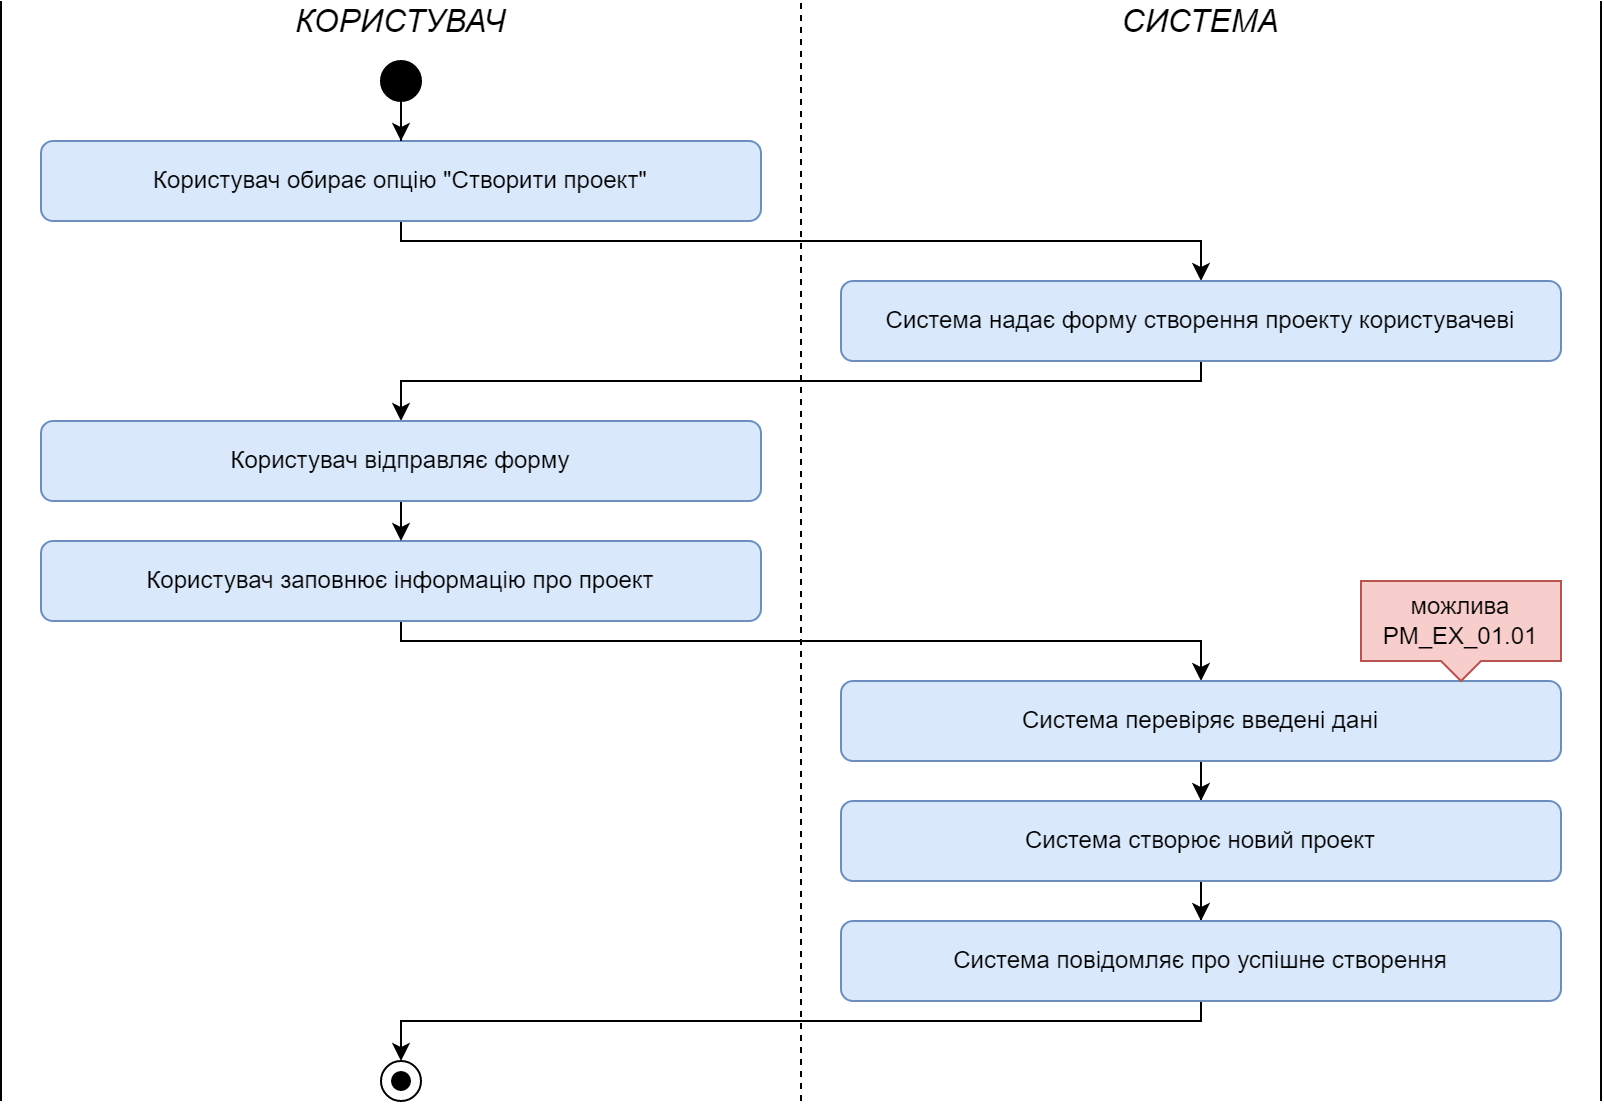 КОРИСТУВАЧ
СИСТЕМА
Користувач обирає опцію "Створити проект"
Система надає форму створення проекту користувачеві
Користувач відправляє форму
Користувач заповнює інформацію про проект
можлива
PM_EX_01.01
Система перевіряє введені дані
Система створює новий проект
Система повідомляє про успішне створення